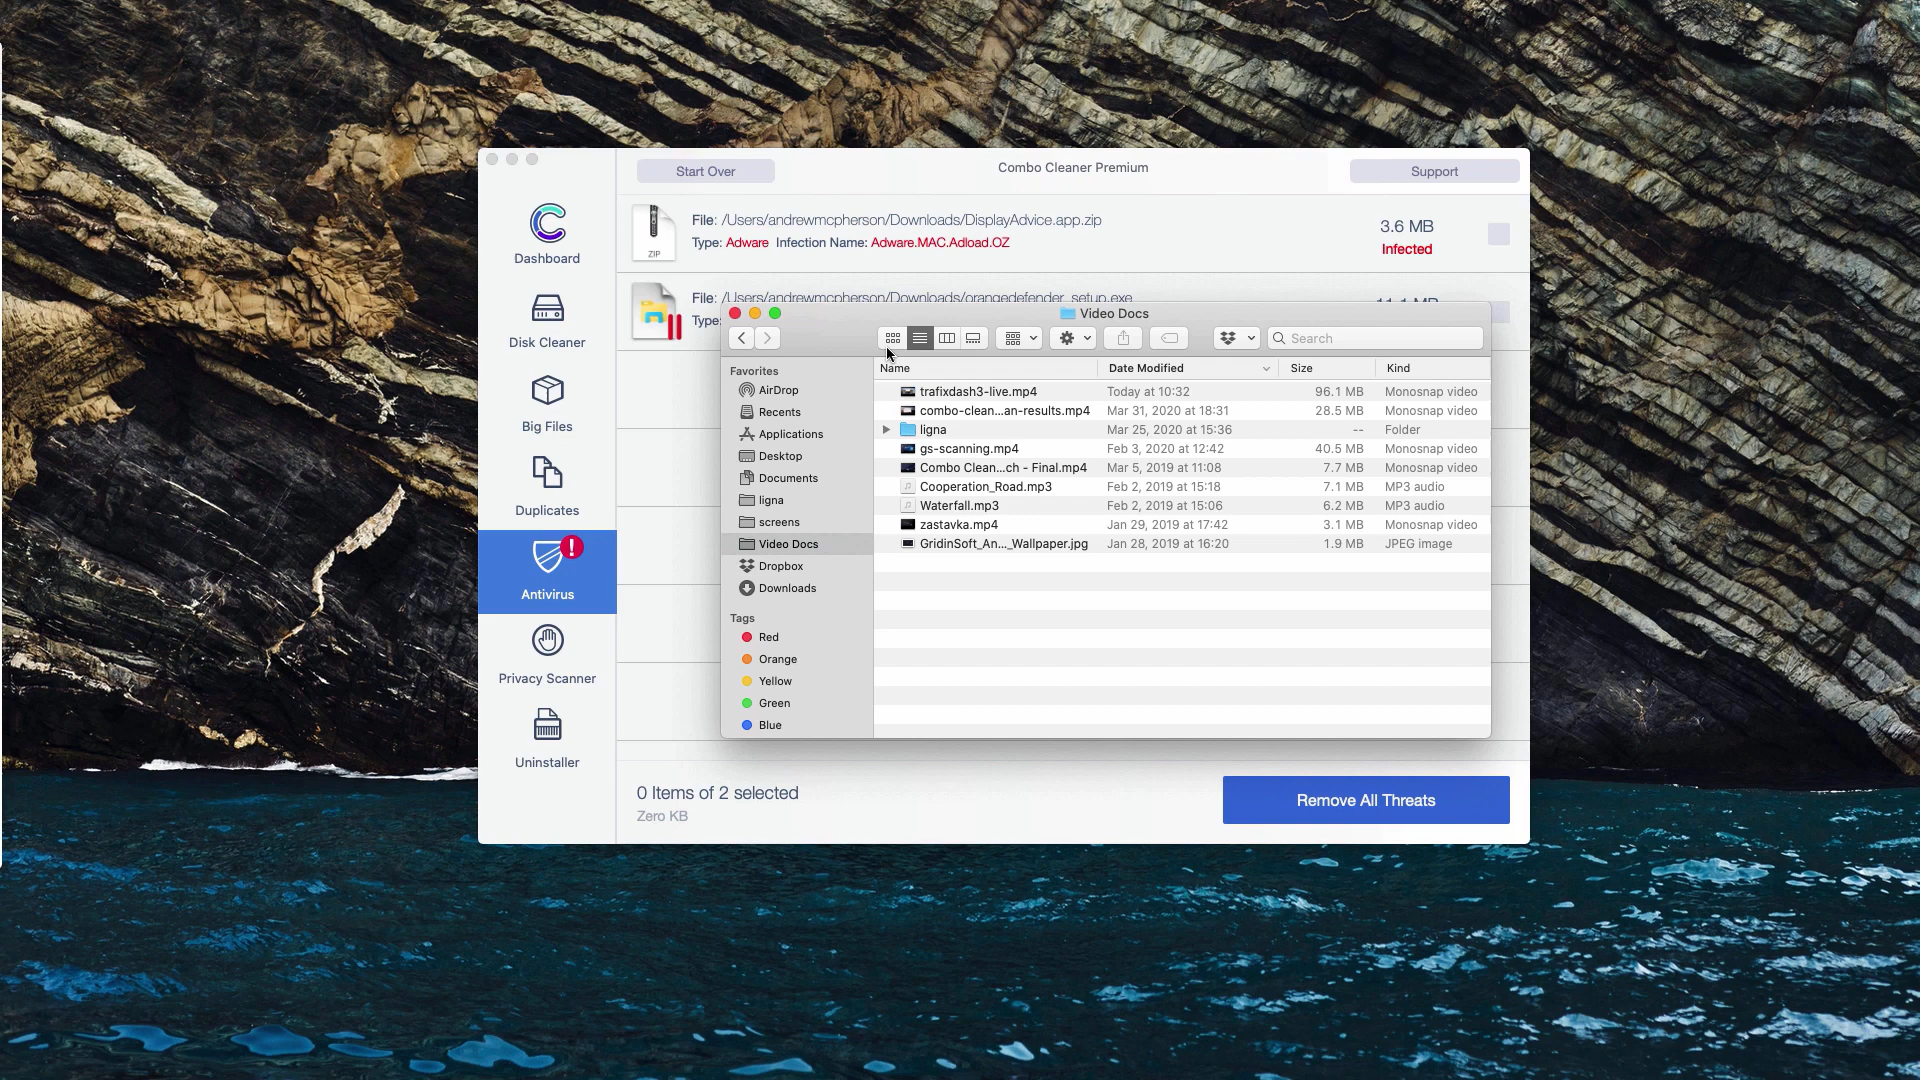 Start Over
Combo Cleaner Premium
Support
Dashboard
Disk Cleaner
Big Files
Duplicates
!
Antivirus
Privacy Scanner
Uninstaller
ZIP
File: /Users/andrewmcpherson/Downloads/DisplayAdvice.app.zip
Type: Adware Infection Name: Adware.MAC.Adload.OZ
3.6 MB
Infected
File: /Users/andrewmcpherson/Downloads/orangedefender_setup.exe
Type:
Video Docs
Search
Favorites
AirDrop
Recents
Applications
Desktop
Documents
ligna
screens
Video Docs
Dropbox
Downloads
Tags
Red
Orange
Yellow
Green
Blue
Name Date Modified Size Kind
trafixdash3-live.mp4 Today at 10:32 96.1 MB Monosnap video
combo-clean...an-results.mp4 Mar 31, 2020 at 18:31 28.5 MB Monosnap video
ligna Mar 25, 2020 at 15:36 -- Folder
gs-scanning.mp4 Feb 3, 2020 at 12:42 40.5 MB Monosnap video
Combo Clean...ch - Final.mp4 Mar 5, 2019 at 11:08 7.7 MB Monosnap video
Cooperation_Road.mp3 Feb 2, 2019 at 15:18 7.1 MB MP3 audio
Waterfall.mp3 Feb 2, 2019 at 15:06 6.2 MB MP3 audio
zastavka.mp4 Jan 29, 2019 at 17:42 3.1 MB Monosnap video
GridinSoft_An..._Wallpaper.jpg Jan 28, 2019 at 16:20 1.9 MB JPEG image
0 Items of 2 selected
Zero KB
Remove All Threats